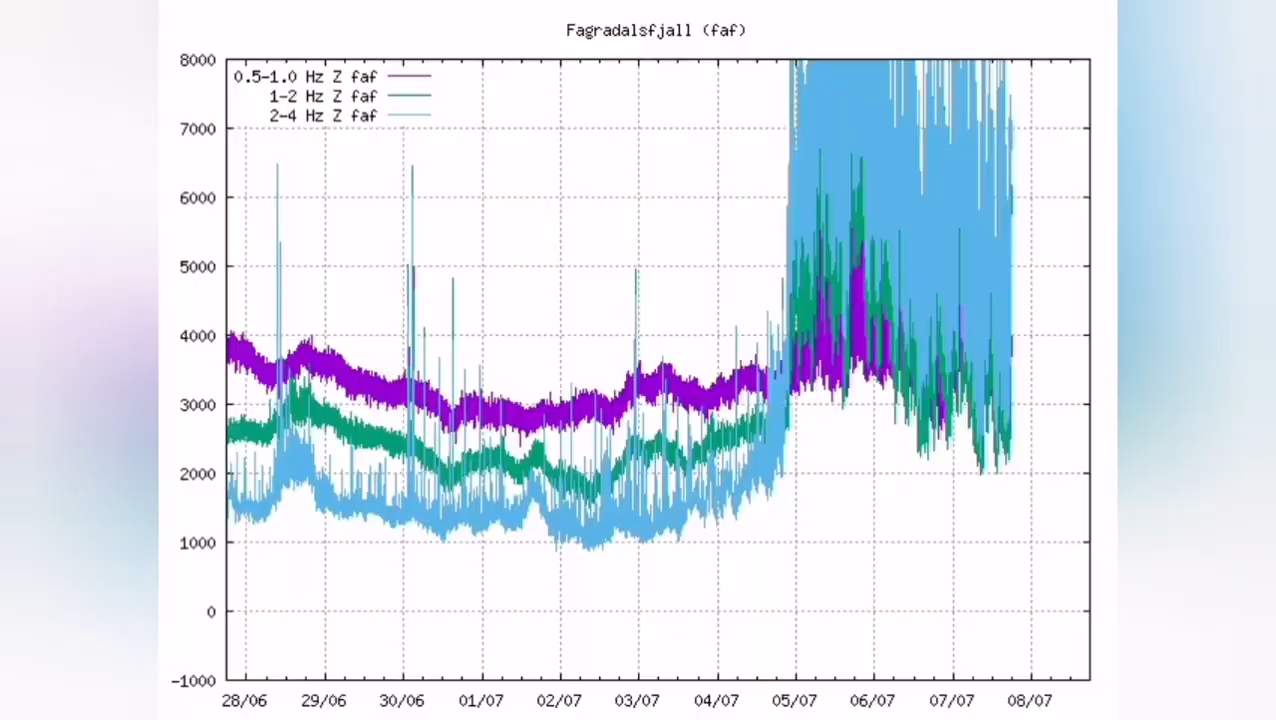 Fagradalsfjall (faf)
8000
0.5-1.0 Hz Z faf
1-2 Hz Z faf
2-4 Hz Z faf
7000
6000
5000
4000
3000
2000
1000
0
-1000
28/06 29/06 30/06 01/07 02/07 03/07 04/07 05/07 06/07 07/07 08/07